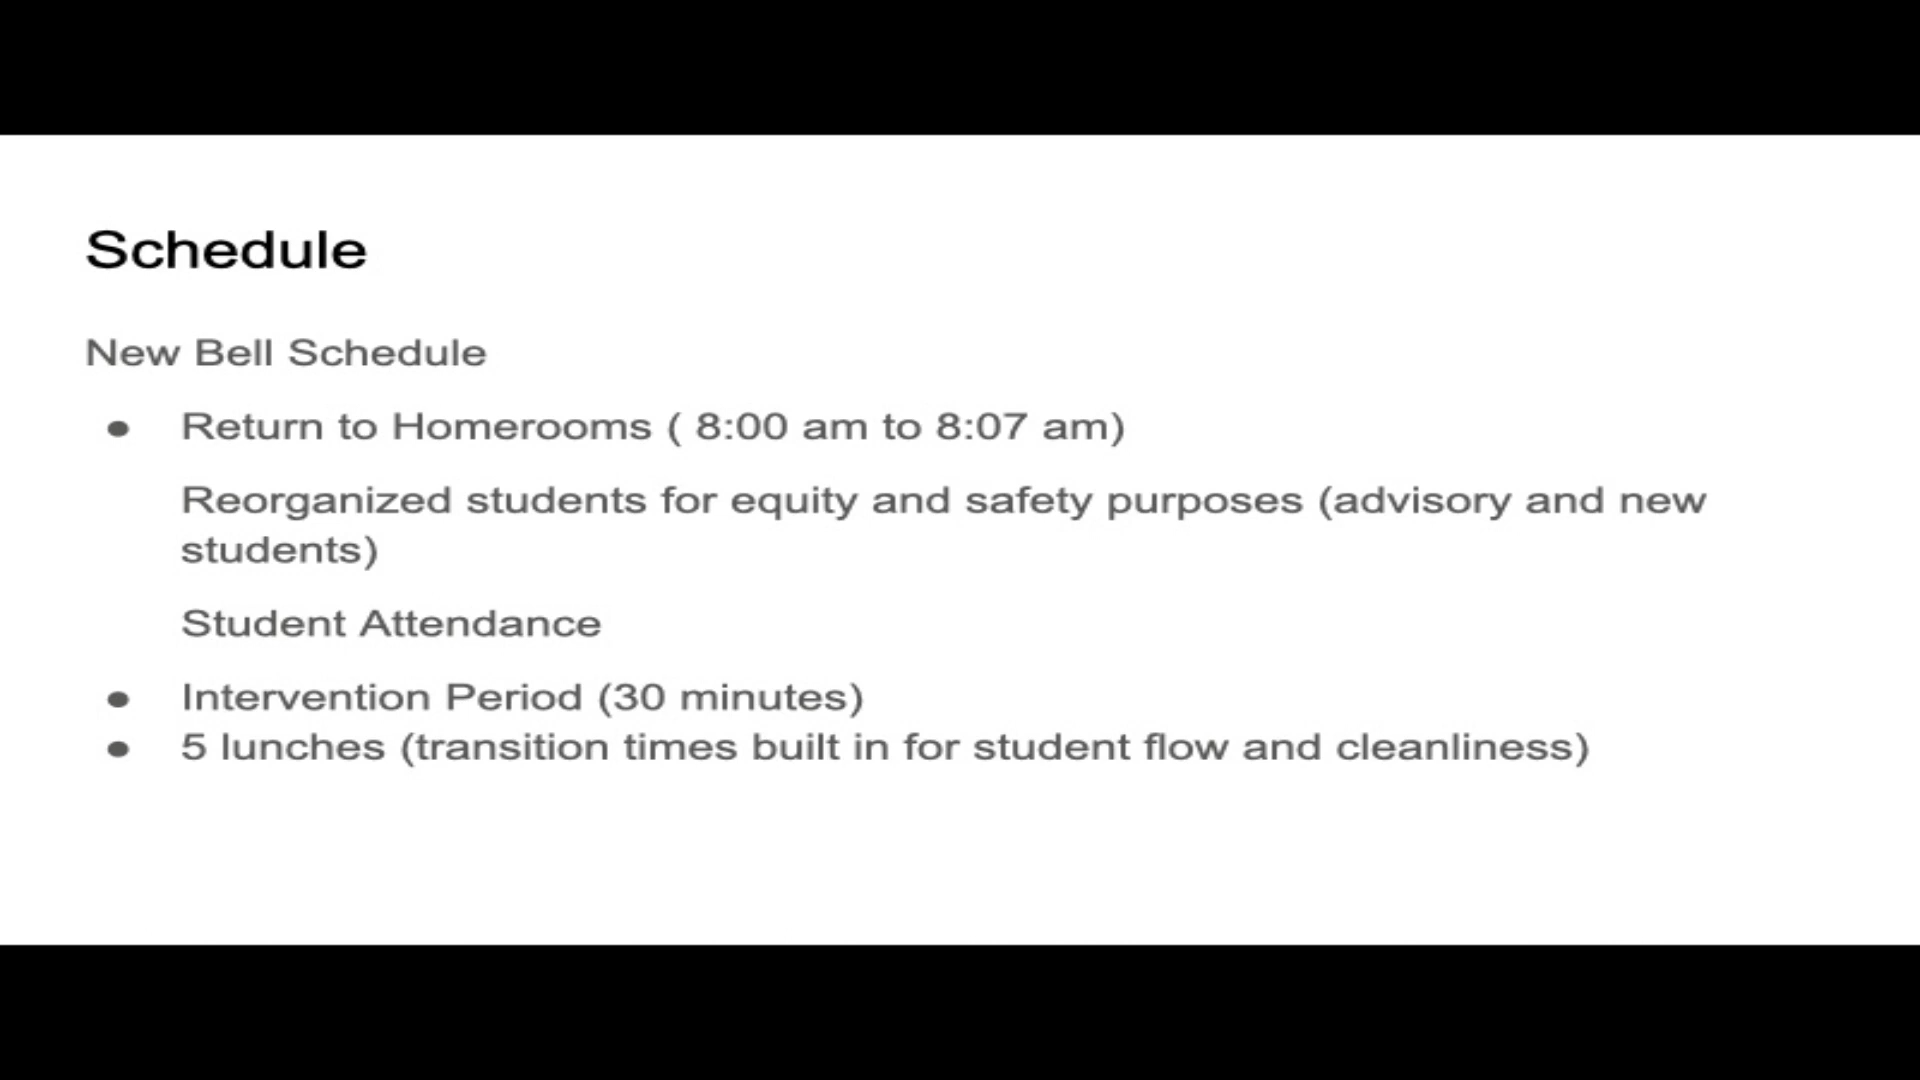 Schedule
New Bell Schedule
● Return to Homerooms ( 8:00 am to 8:07 am)
Reorganized students for equity and safety purposes (advisory and new
students)
Student Attendance
● Intervention Period (30 minutes)
● 5 lunches (transition times built in for student flow and cleanliness)